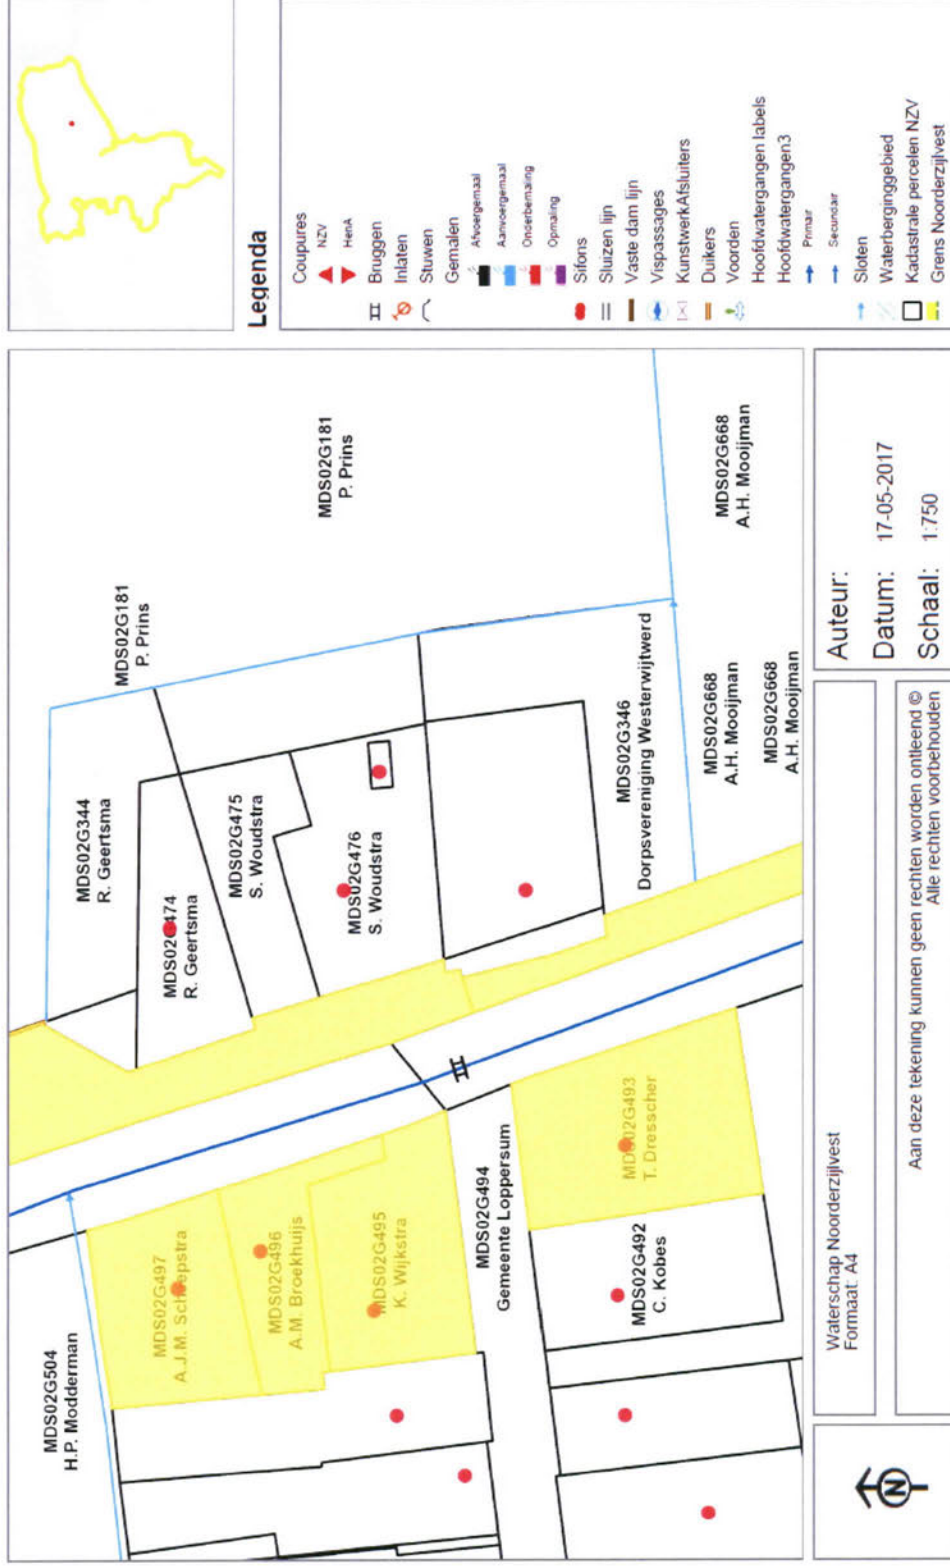 MDS02G504
H.P. Modderman
MDS02G497
A.J.M. Sch epstra
MDS02G496
A.M. Broekhuijs
MDS02G495
K. Wijkstra
MDS02G494
Gemeente Loppersum
MDS02G492
C. Kobes
MDS02G493
T. Dresscher
MDS02G344
R. Geertsma
MDS02G474
R. Geertsma
MDS02G475
S. Woudstra
MDS02G476
S. Woudstra
MDS02G181
P. Prins
MDS02G181
P. Prins
MDS02G346
Dorpsvereniging Westerwijtwerd
MDS02G668
A.H. Mooijman
MDS02G668
A.H. Mooijman
MDS02G668
A.H. Mooijman
Legenda
Coupures
NZV
HenA
Bruggen
Inlaten
Stuwen
Gemalen
Afvoergemaal
Aanvoergemaal
Onderbemaling
Opmaling
Sifons
Sluizen lijn
Vaste dam lijn
Vispassages
KunstwerkAfsluiters
Duikers
Voorden
Hoofdwatergangen labels
Hoofdwatergangen3
Primair
Secundair
Sloten
Waterberginggebied
Kadastrale percelen NZV
Grens Noorderzijlvest
N
Waterschap Noorderzijlvest
Formaat: A4
Aan deze tekening kunnen geen rechten worden ontleend ©
Alle rechten voorbehouden
Auteur:
Datum: 17-05-2017
Schaal: 1:750